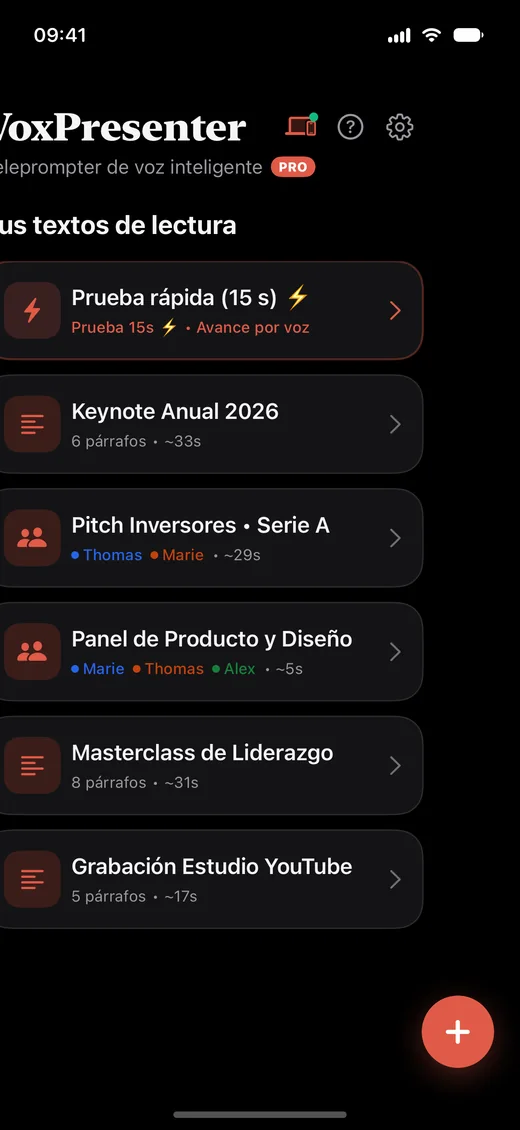 09:41
VoxPresenter
eleprompter de voz inteligente PRO
us textos de lectura
Prueba rápida (15 s) ⚡
Prueba 15s ⚡ • Avance por voz
Keynote Anual 2026
6 párrafos • ~33s
Pitch Inversores • Serie A
Thomas Marie • ~29s
Panel de Producto y Diseño
Marie Thomas Alex • ~5s
Masterclass de Liderazgo
8 párrafos • ~31s
Grabación Estudio YouTube
5 párrafos • ~17s